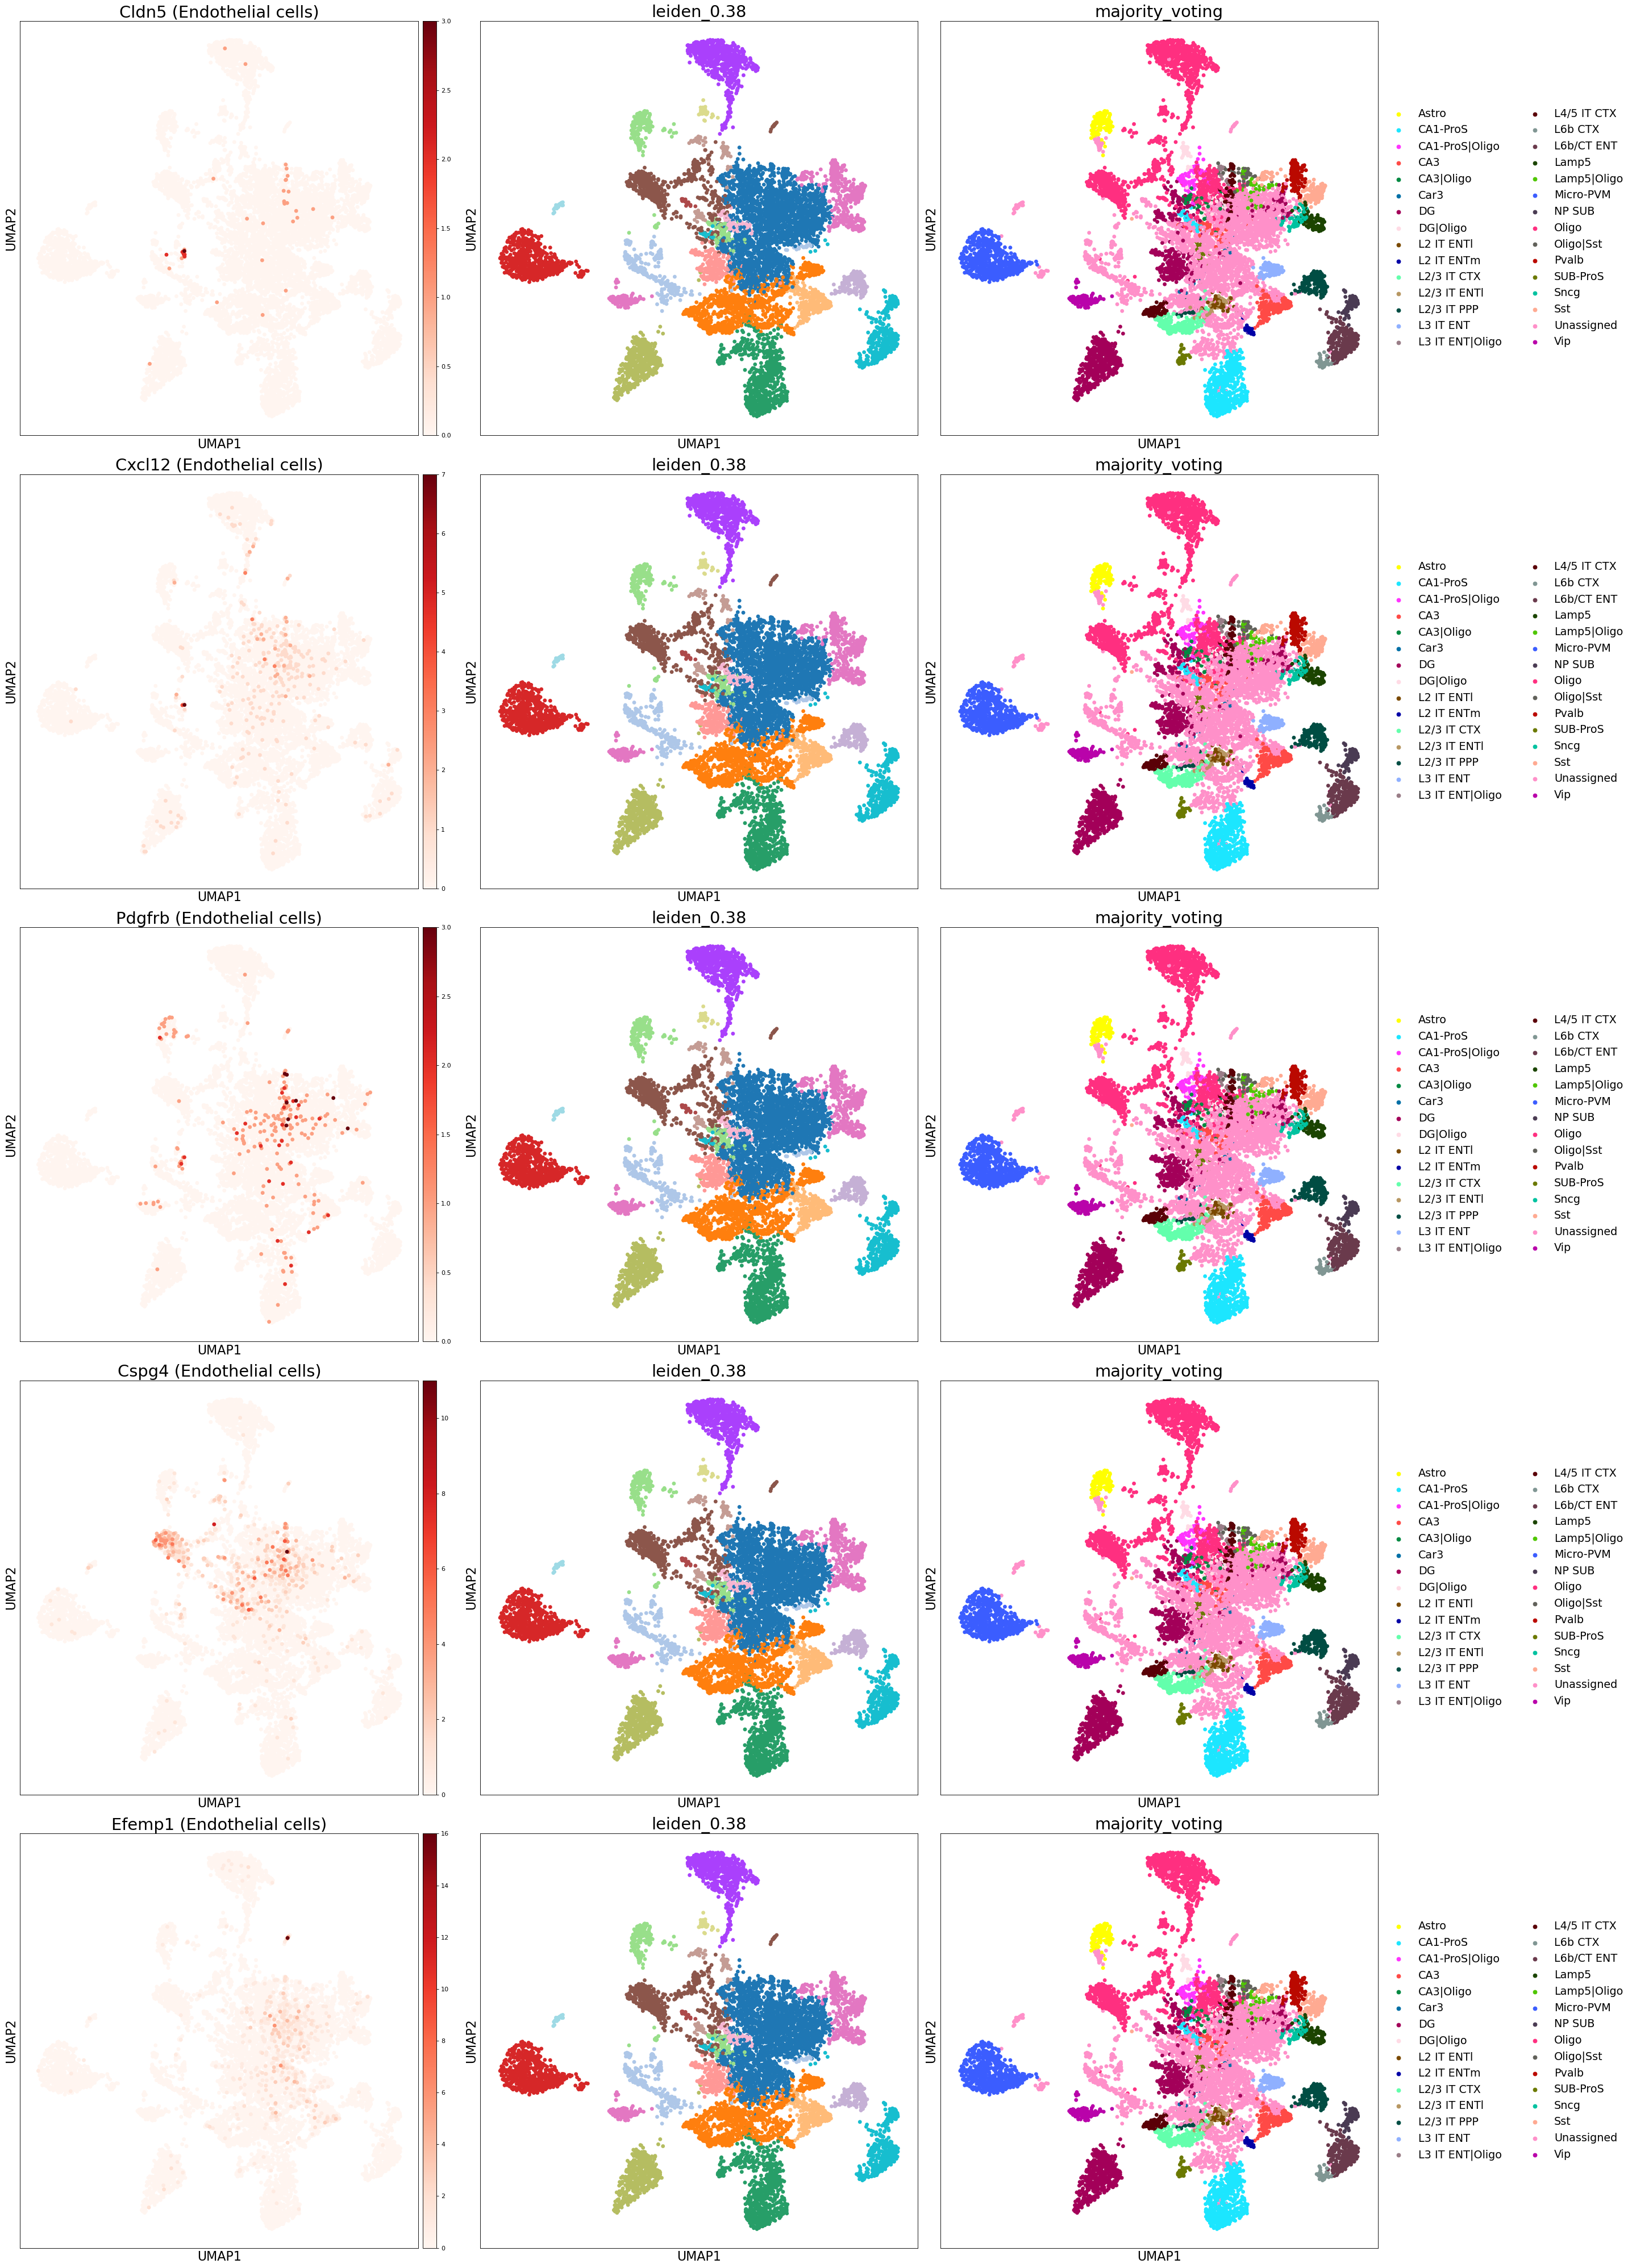 Cldn5 (Endothelial cells)
leiden_0.38
majority_voting
UMAP2
UMAP1
3.0
2.5
2.0
1.5
1.0
0.5
0.0
UMAP2
UMAP1
UMAP2
UMAP1
Astro
CA1-ProS
CA1-ProS|Oligo
CA3
CA3|Oligo
Car3
DG
DG|Oligo
L2 IT ENTl
L2 IT ENTm
L2/3 IT CTX
L2/3 IT ENTl
L2/3 IT PPP
L3 IT ENT
L3 IT ENT|Oligo
L4/5 IT CTX
L6b CTX
L6b/CT ENT
Lamp5
Lamp5|Oligo
Micro-PVM
NP SUB
Oligo
Oligo|Sst
Pvalb
SUB-ProS
Sncg
Sst
Unassigned
Vip
Cxcl12 (Endothelial cells)
leiden_0.38
majority_voting
UMAP2
UMAP1
7
6
5
4
3
2
1
0
UMAP2
UMAP1
UMAP2
UMAP1
Astro
CA1-ProS
CA1-ProS|Oligo
CA3
CA3|Oligo
Car3
DG
DG|Oligo
L2 IT ENTl
L2 IT ENTm
L2/3 IT CTX
L2/3 IT ENTl
L2/3 IT PPP
L3 IT ENT
L3 IT ENT|Oligo
L4/5 IT CTX
L6b CTX
L6b/CT ENT
Lamp5
Lamp5|Oligo
Micro-PVM
NP SUB
Oligo
Oligo|Sst
Pvalb
SUB-ProS
Sncg
Sst
Unassigned
Vip
Pdgfrb (Endothelial cells)
leiden_0.38
majority_voting
UMAP2
UMAP1
3.0
2.5
2.0
1.5
1.0
0.5
0.0
UMAP2
UMAP1
UMAP2
UMAP1
Astro
CA1-ProS
CA1-ProS|Oligo
CA3
CA3|Oligo
Car3
DG
DG|Oligo
L2 IT ENTl
L2 IT ENTm
L2/3 IT CTX
L2/3 IT ENTl
L2/3 IT PPP
L3 IT ENT
L3 IT ENT|Oligo
L4/5 IT CTX
L6b CTX
L6b/CT ENT
Lamp5
Lamp5|Oligo
Micro-PVM
NP SUB
Oligo
Oligo|Sst
Pvalb
SUB-ProS
Sncg
Sst
Unassigned
Vip
Cspg4 (Endothelial cells)
leiden_0.38
majority_voting
UMAP2
UMAP1
10
8
6
4
2
0
UMAP2
UMAP1
UMAP2
UMAP1
Astro
CA1-ProS
CA1-ProS|Oligo
CA3
CA3|Oligo
Car3
DG
DG|Oligo
L2 IT ENTl
L2 IT ENTm
L2/3 IT CTX
L2/3 IT ENTl
L2/3 IT PPP
L3 IT ENT
L3 IT ENT|Oligo
L4/5 IT CTX
L6b CTX
L6b/CT ENT
Lamp5
Lamp5|Oligo
Micro-PVM
NP SUB
Oligo
Oligo|Sst
Pvalb
SUB-ProS
Sncg
Sst
Unassigned
Vip
Efemp1 (Endothelial cells)
leiden_0.38
majority_voting
UMAP2
UMAP1
16
14
12
10
8
6
4
2
0
UMAP2
UMAP1
UMAP2
UMAP1
Astro
CA1-ProS
CA1-ProS|Oligo
CA3
CA3|Oligo
Car3
DG
DG|Oligo
L2 IT ENTl
L2 IT ENTm
L2/3 IT CTX
L2/3 IT ENTl
L2/3 IT PPP
L3 IT ENT
L3 IT ENT|Oligo
L4/5 IT CTX
L6b CTX
L6b/CT ENT
Lamp5
Lamp5|Oligo
Micro-PVM
NP SUB
Oligo
Oligo|Sst
Pvalb
SUB-ProS
Sncg
Sst
Unassigned
Vip